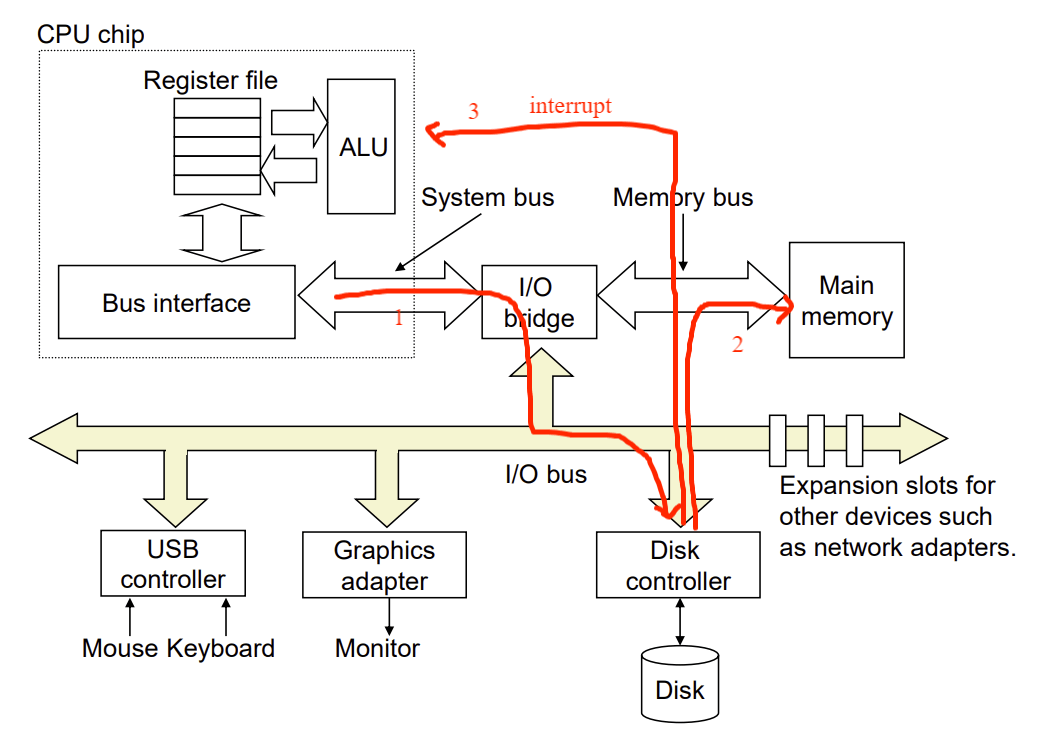 CPU chip
Register file
ALU
3
interrupt
System bus
Memory bus
Bus interface
1
I/O
bridge
2
Main
memory
I/O bus
Expansion slots for
other devices such
as network adapters.
USB
controller
Graphics
adapter
Disk
controller
Mouse
Keyboard
Monitor
Disk